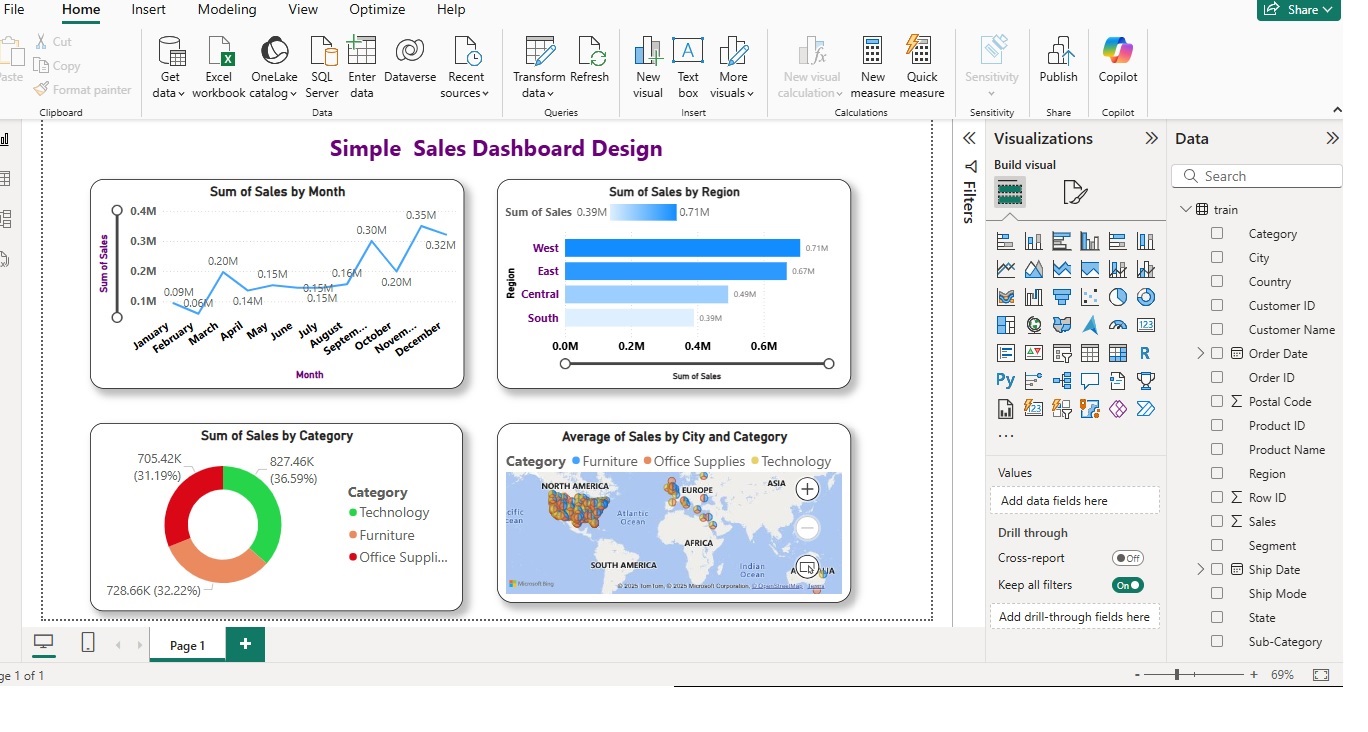 File Home Insert Modeling View Optimize Help Share
Cut
Copy
Format painter
Get data
Excel workbook
OneLake catalog
SQL Server
Enter data
Dataverse
Recent sources
Transform data
Refresh
New visual
Text box
More visuals
New visual calculation
New measure
Quick measure
Sensitivity
Publish
Copilot
Clipboard Data Queries Insert Calculations Sensitivity Share Copilot
Simple Sales Dashboard Design
Sum of Sales by Month
Sum of Sales
0.4M
0.3M
0.2M
0.1M
0.09M
0.06M
0.20M
0.14M
0.15M
0.15M
0.15M
0.16M
0.30M
0.20M
0.35M
0.32M
January
February
March
April
May
June
July
August
Septem...
October
Novem...
December
Month
Sum of Sales by Region
Sum of Sales 0.39M 0.71M
Region
West 0.71M
East 0.67M
Central 0.49M
South 0.39M
0.0M 0.2M 0.4M 0.6M
Sum of Sales
Sum of Sales by Category
705.42K
(31.19%)
827.46K
(36.59%)
728.66K (32.22%)
Category
Technology
Furniture
Office Suppli...
Average of Sales by City and Category
Category Furniture Office Supplies Technology
NORTH AMERICA
EUROPE
ASIA
Atlantic
Ocean
AFRICA
SOUTH AMERICA
Indian
Ocean
Microsoft Bing
© 2025 TomTom, © 2025 Microsoft Corporation, © OpenStreetMap Terms
Page 1
Filters
Visualizations
Build visual
123
R
Py
123
...
Values
Add data fields here
Drill through
Cross-report Off
Keep all filters On
Add drill-through fields here
Data
Search
train
Category
City
Country
Customer ID
Customer Name
Order Date
Order ID
Postal Code
Product ID
Product Name
Region
Row ID
Sales
Segment
Ship Date
Ship Mode
State
Sub-Category
ge 1 of 1
- + 69%